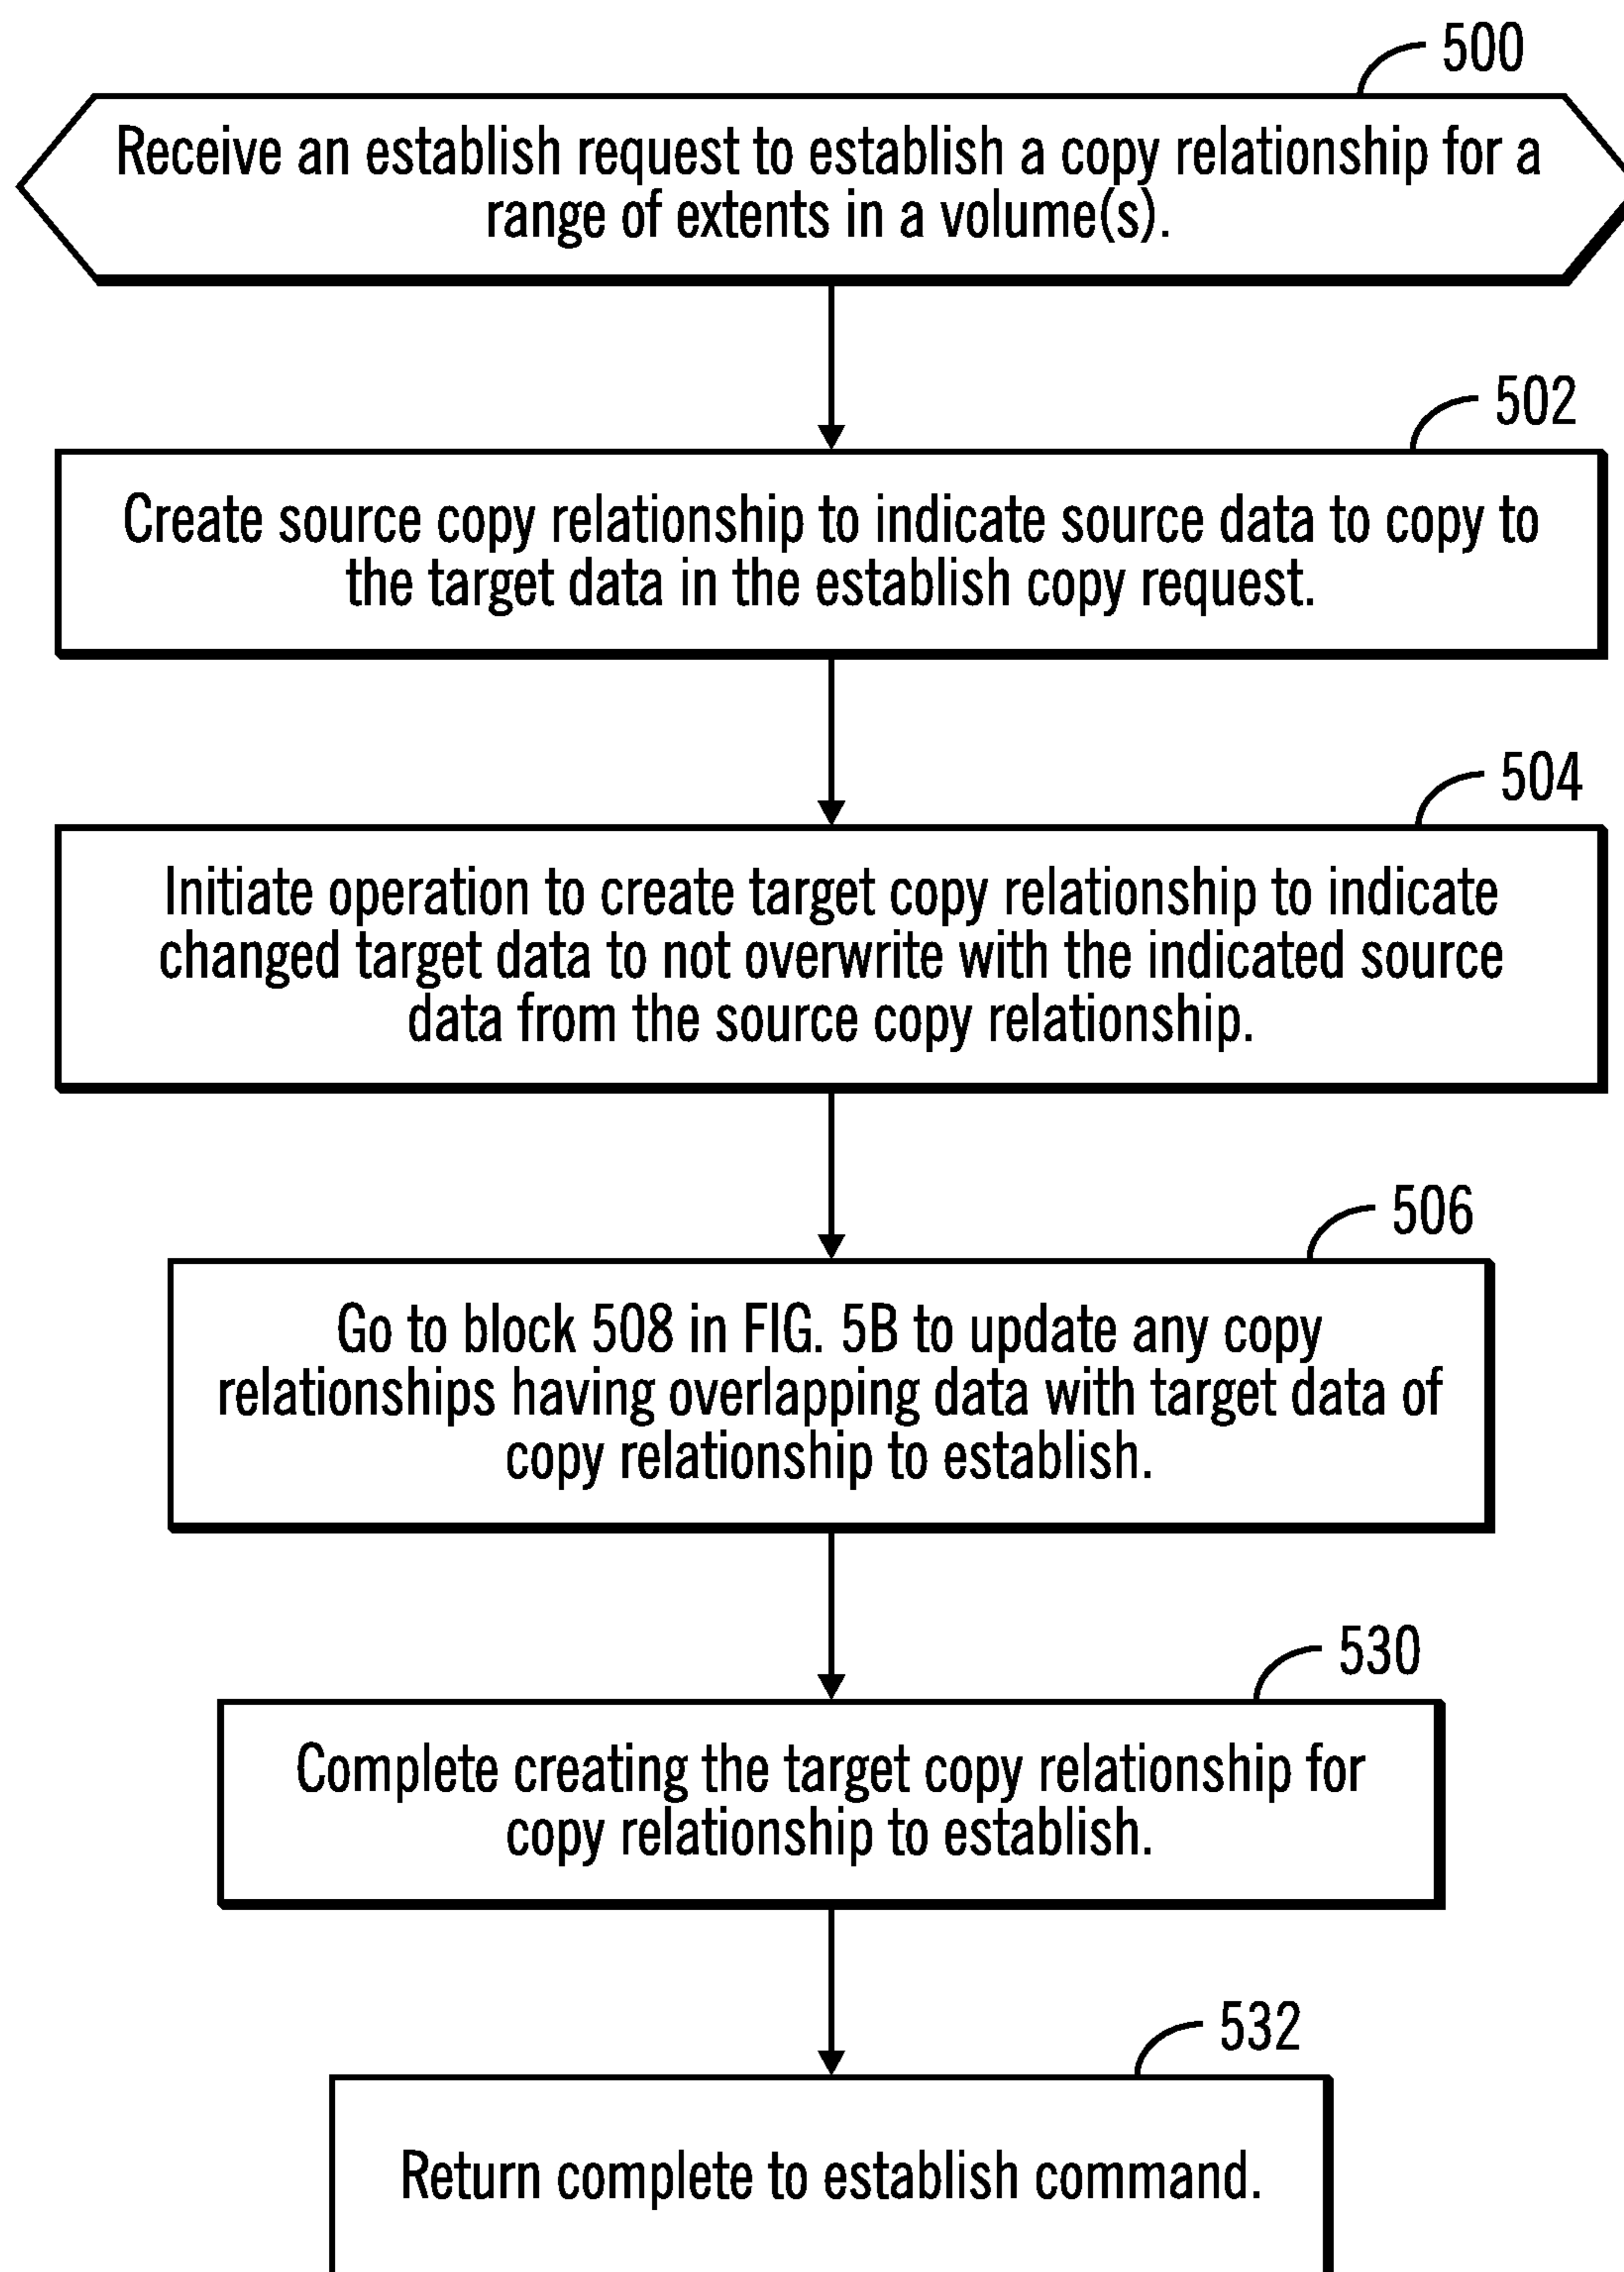 500
Receive an establish request to establish a copy relationship for a
range of extents in a volume(s).
502
Create source copy relationship to indicate source data to copy to
the target data in the establish copy request.
504
Initiate operation to create target copy relationship to indicate
changed target data to not overwrite with the indicated source
data from the source copy relationship.
506
Go to block 508 in FIG. 5B to update any copy
relationships having overlapping data with target data of
copy relationship to establish.
530
Complete creating the target copy relationship for
copy relationship to establish.
532
Return complete to establish command.